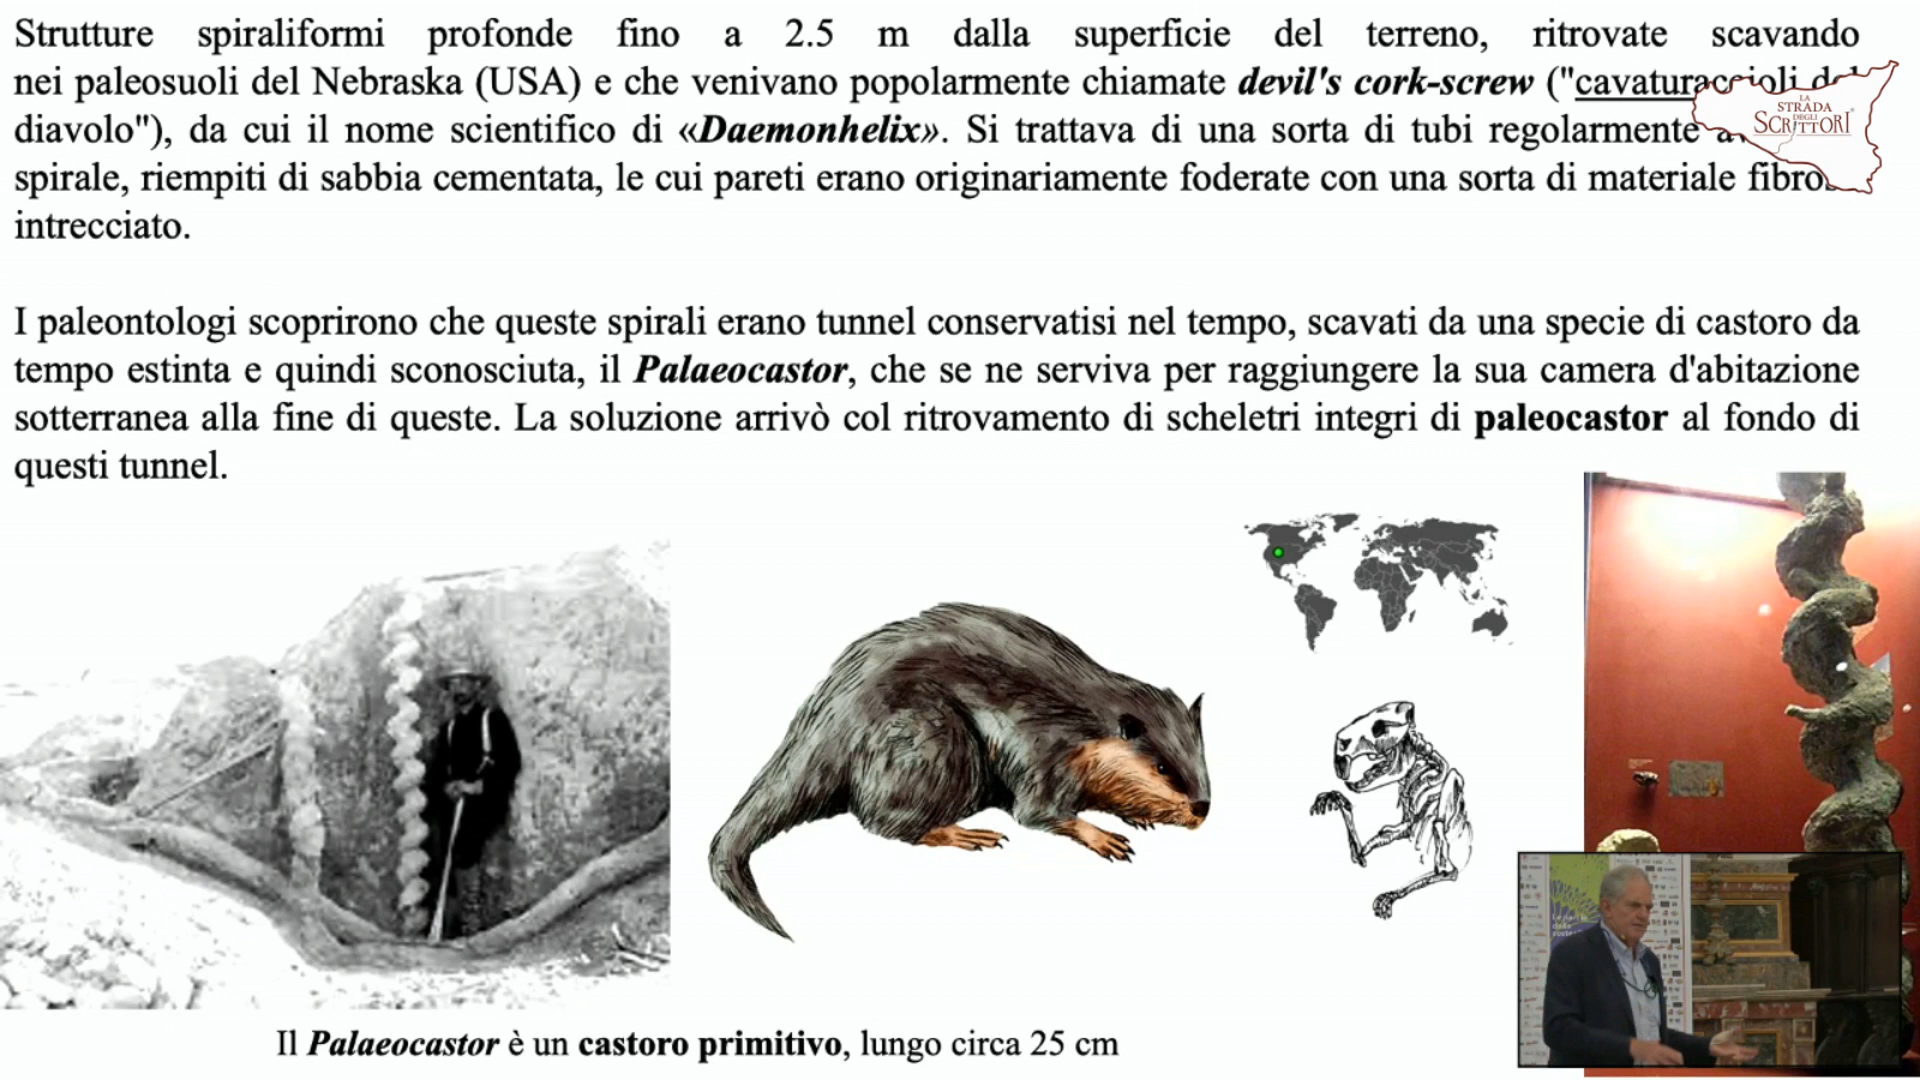 Strutture spiraliformi profonde fino a 2.5 m dalla superficie del terreno, ritrovate scavando
nei paleosuoli del Nebraska (USA) e che venivano popolarmente chiamate devil's cork-screw ("cavaturaccioli del
diavolo"), da cui il nome scientifico di «Daemonhelix». Si trattava di una sorta di tubi regolarmente
spirale, riempiti di sabbia cementata, le cui pareti erano originariamente foderate con una sorta di materiale fibros
intrecciato.
LA
STRADA
DEGLI
SCRITTORI
I paleontologi scoprirono che queste spirali erano tunnel conservatisi nel tempo, scavati da una specie di castoro da
tempo estinta e quindi sconosciuta, il Palaeocastor, che se ne serviva per raggiungere la sua camera d'abitazione
sotterranea alla fine di queste. La soluzione arrivò col ritrovamento di scheletri integri di paleocastor al fondo di
questi tunnel.
Il Palaeocastor è un castoro primitivo, lungo circa 25 cm